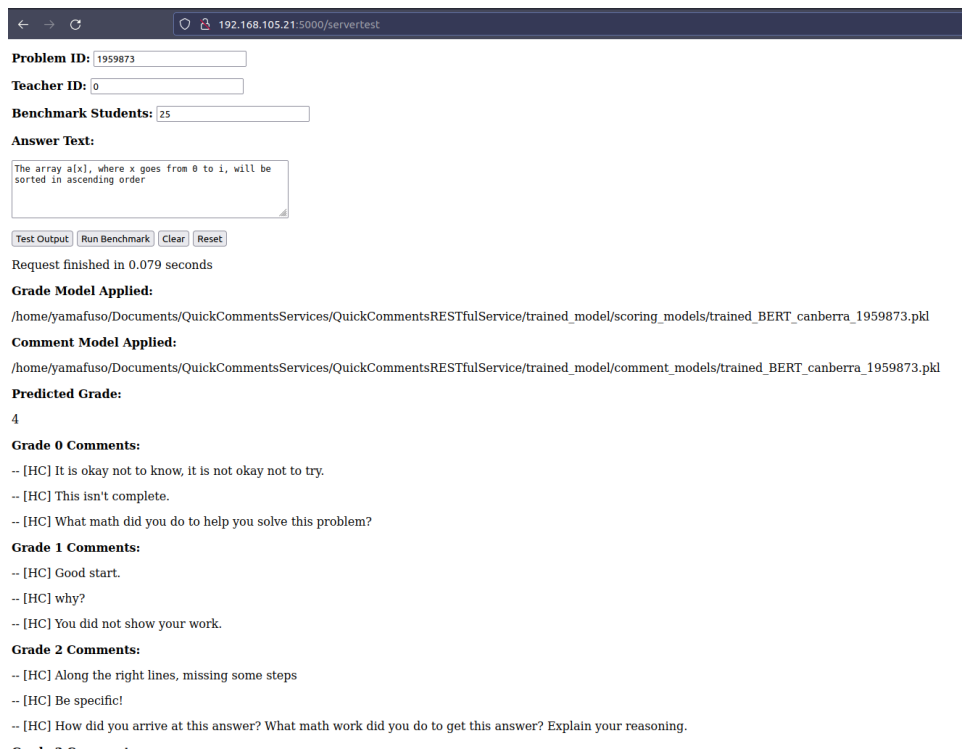 192.168.105.21:5000/servertest
Problem ID: 1959873
Teacher ID: 0
Benchmark Students: 25
Answer Text:
The array a[x], where x goes from 0 to i, will be
sorted in ascending order
Test Output Run Benchmark Clear Reset
Request finished in 0.079 seconds
Grade Model Applied:
/home/yamafuso/Documents/QuickCommentsServices/QuickCommentsRESTfulService/trained_model/scoring_models/trained_BERT_canberra_1959873.pkl
Comment Model Applied:
/home/yamafuso/Documents/QuickCommentsServices/QuickCommentsRESTfulService/trained_model/comment_models/trained_BERT_canberra_1959873.pkl
Predicted Grade:
4
Grade 0 Comments:
-- [HC] It is okay not to know, it is not okay not to try.
-- [HC] This isn't complete.
-- [HC] What math did you do to help you solve this problem?
Grade 1 Comments:
-- [HC] Good start.
-- [HC] why?
-- [HC] You did not show your work.
Grade 2 Comments:
-- [HC] Along the right lines, missing some steps
-- [HC] Be specific!
-- [HC] How did you arrive at this answer? What math work did you do to get this answer? Explain your reasoning.